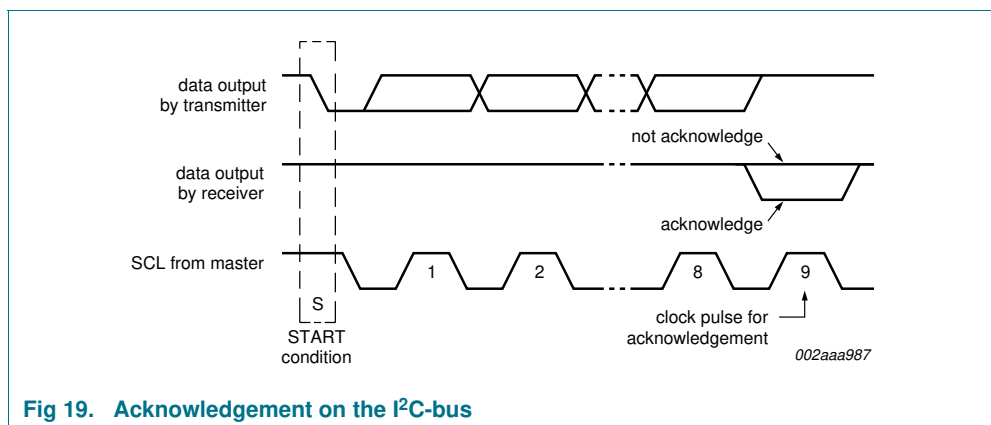 data output
by transmitter
not acknowledge
data output
by receiver
acknowledge
SCL from master
1
2
8
9
S
START
condition
clock pulse for
acknowledgement
002aaa987
Fig 19. Acknowledgement on the I²C-bus